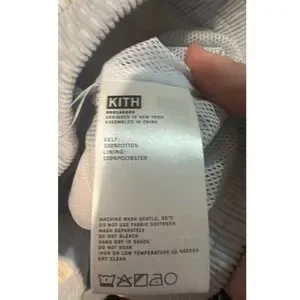 KITH
DESIGNED IN NEW YORK
ASSEMBLED IN CHINA
SELF:
100%COTTON
LINING:
100%POLYESTER
MACHINE WASH GENTLE, 30°C
DO NOT USE FABRIC SOFTENER
WASH SEPARATELY
DO NOT BLEACH
HANG DRY IN SHADE
DO NOT SOAK
IRON ON LOW TEMPERATURE AS NEEDED
DRY CLEAN